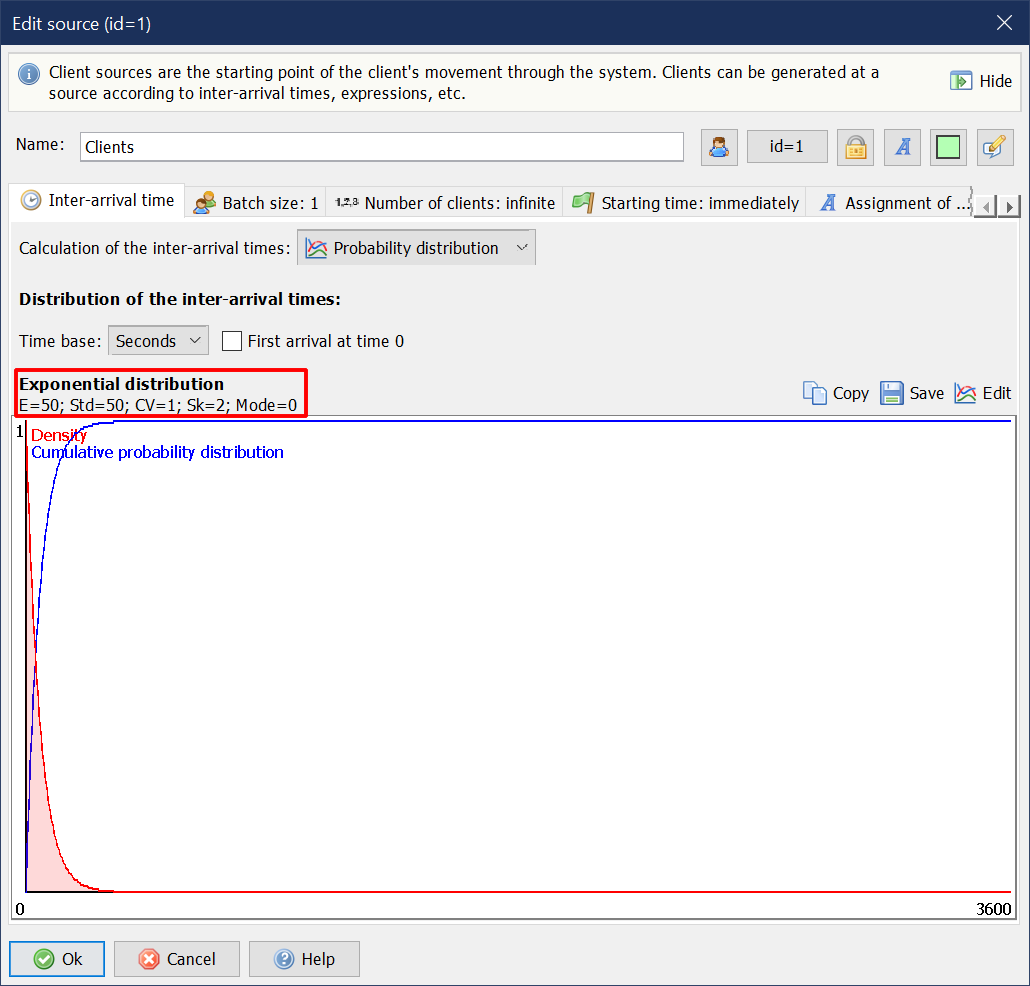 Edit source (id=1)
Client sources are the starting point of the client's movement through the system. Clients can be generated at a
source according to inter-arrival times, expressions, etc.
Hide
Name:
Clients
id=1
A
Inter-arrival time
Batch size: 1
1,2,3
Number of clients: infinite
Starting time: immediately
A
Assignment of ...
Calculation of the inter-arrival times:
Probability distribution
Distribution of the inter-arrival times:
Time base:
Seconds
First arrival at time 0
Exponential distribution
E=50; Std=50; CV=1; Sk=2; Mode=0
Copy
Save
Edit
1
Density
Cumulative probability distribution
0
3600
Ok
Cancel
Help